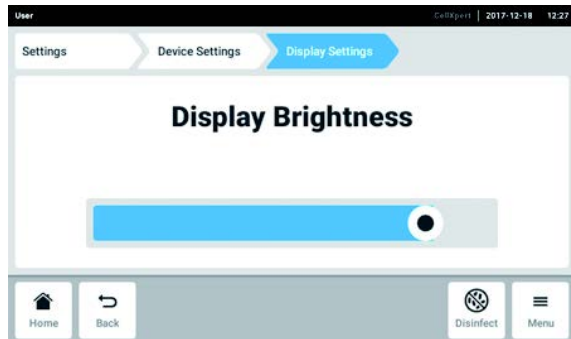 User CellXpert | 2017-12-18 12:27
Settings Device Settings Display Settings
Display Brightness
Home Back Disinfect Menu